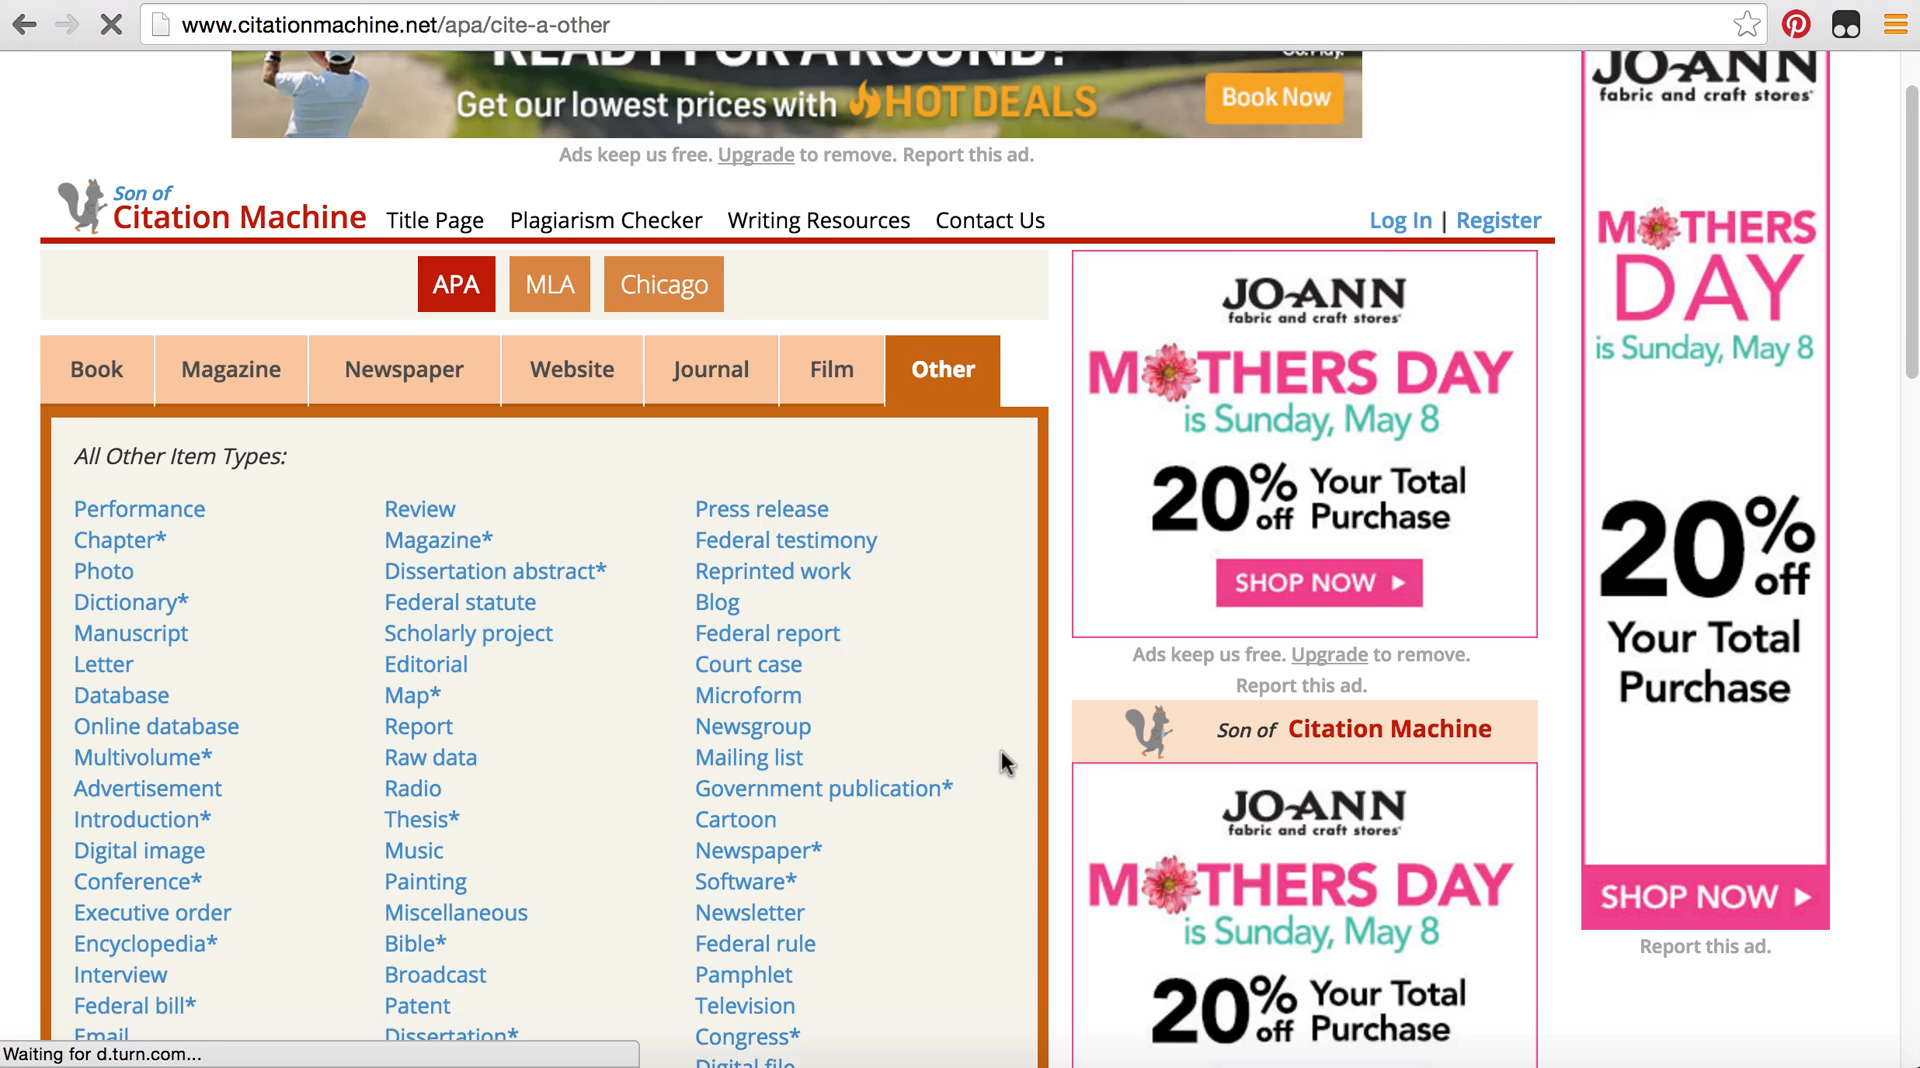 www.citationmachine.net/apa/cite-a-other
READY FOR A ROUND?
Get our lowest prices with HOT DEALS
Book Now
Ads keep us free. Upgrade to remove. Report this ad.
Son of
Citation Machine
Title Page
Plagiarism Checker
Writing Resources
Contact Us
Log In | Register
APA
MLA
Chicago
Book
Magazine
Newspaper
Website
Journal
Film
Other
All Other Item Types:
Performance
Chapter*
Photo
Dictionary*
Manuscript
Letter
Database
Online database
Multivolume*
Advertisement
Introduction*
Digital image
Conference*
Executive order
Encyclopedia*
Interview
Federal bill*
Email
Review
Magazine*
Dissertation abstract*
Federal statute
Scholarly project
Editorial
Map*
Report
Raw data
Radio
Thesis*
Music
Painting
Miscellaneous
Bible*
Broadcast
Patent
Dissertation*
Press release
Federal testimony
Reprinted work
Blog
Federal report
Court case
Microform
Newsgroup
Mailing list
Government publication*
Cartoon
Newspaper*
Software*
Newsletter
Federal rule
Pamphlet
Television
Congress*
Digital file
JO-ANN
fabric and craft stores
MOTHERS DAY
is Sunday, May 8
20% off Your Total
Purchase
SHOP NOW
Ads keep us free. Upgrade to remove.
Report this ad.
Son of Citation Machine
JO-ANN
fabric and craft stores
MOTHERS DAY
is Sunday, May 8
20% off Your Total
Purchase
JO-ANN
fabric and craft stores
MOTHERS
DAY
is Sunday, May 8
20% off
Your Total
Purchase
SHOP NOW
Report this ad.
Waiting for d.turn.com...